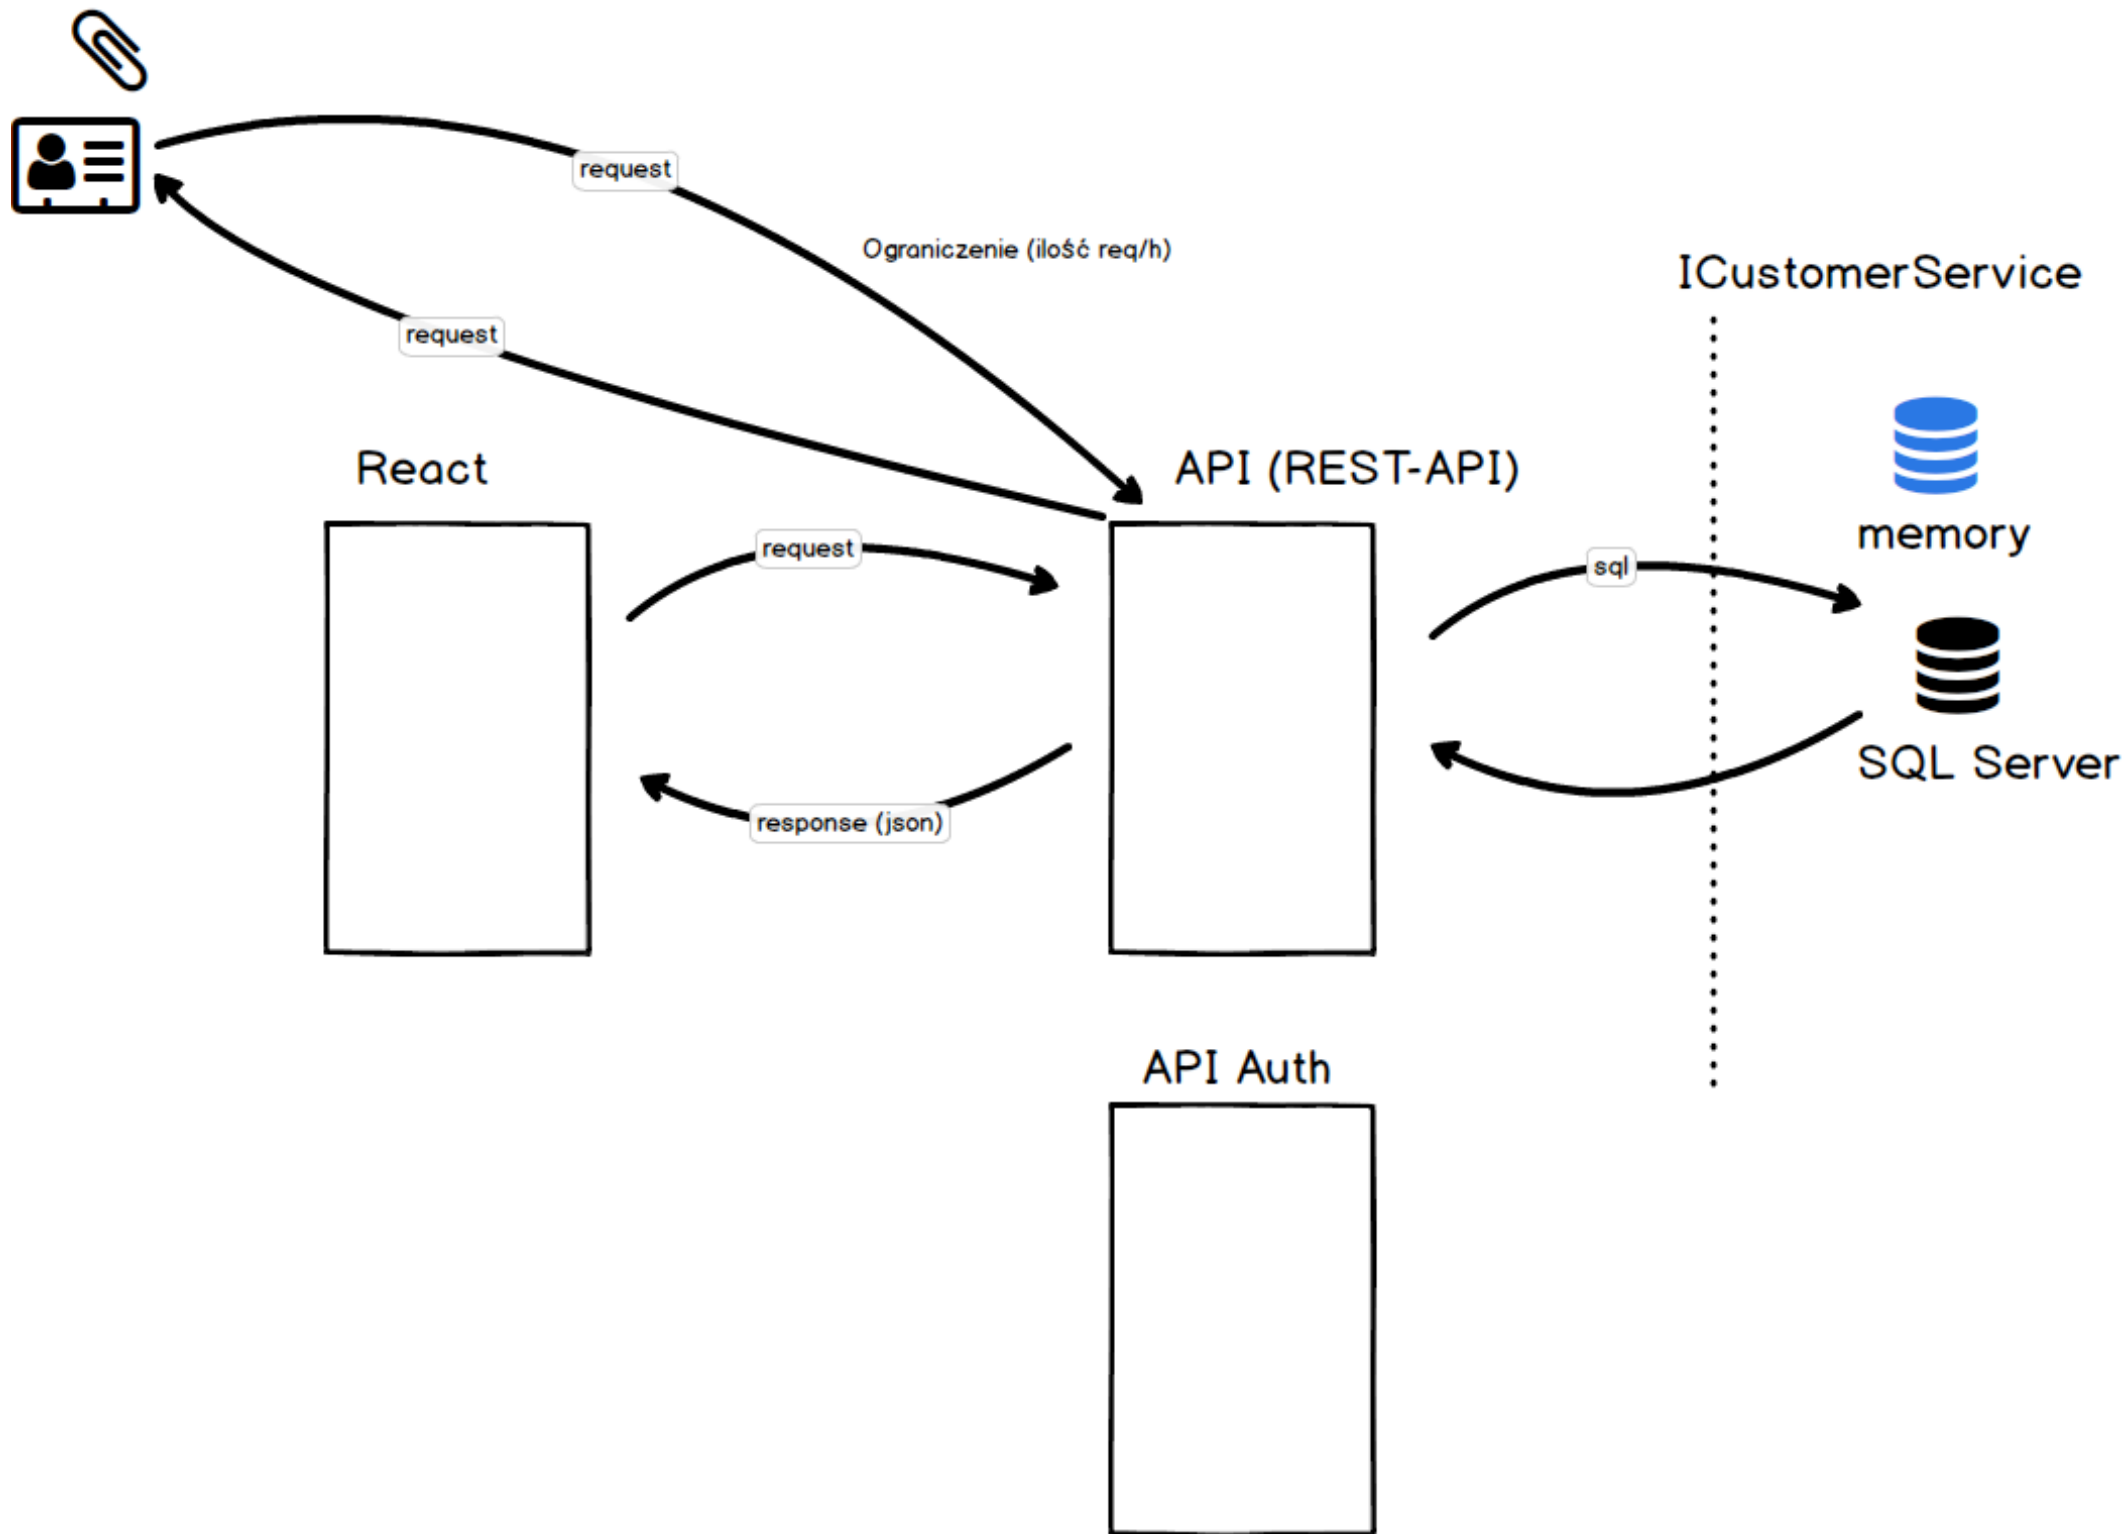 request
Ograniczenie (ilość req/h)
ICustomerService
request
React
API (REST-API)
memory
request
sql
SQL Server
response (json)
API Auth